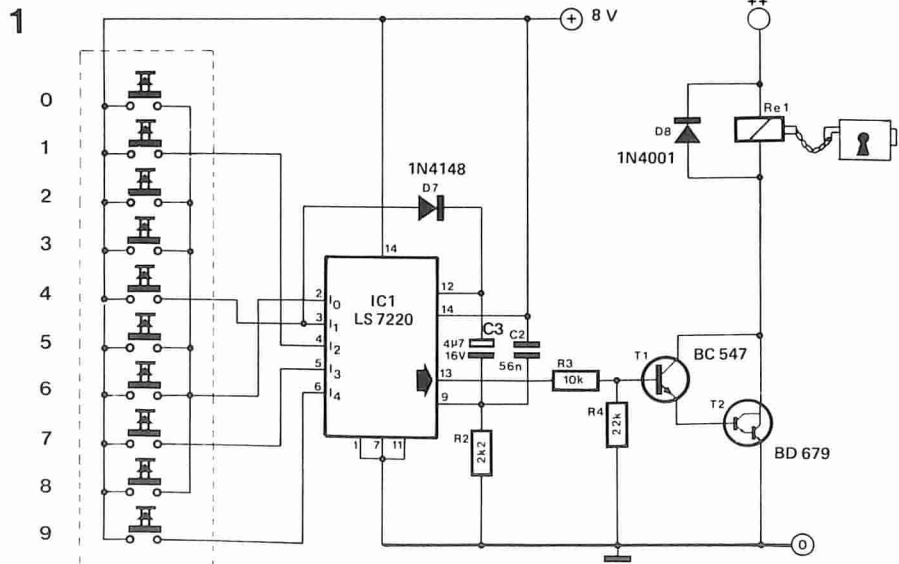 1
8 V
++
0
1
2
3
4
5
6
7
8
9
1N4148
D7
14
2
3
4
5
6
I0
I1
I2
I3
I4
IC1
LS 7220
12
14
13
9
1
7
11
C3
4µ7
16V
C2
56n
R2
2k2
R3
10k
R4
22k
T1
BC 547
T2
BD 679
D8
1N4001
Re1
+
0